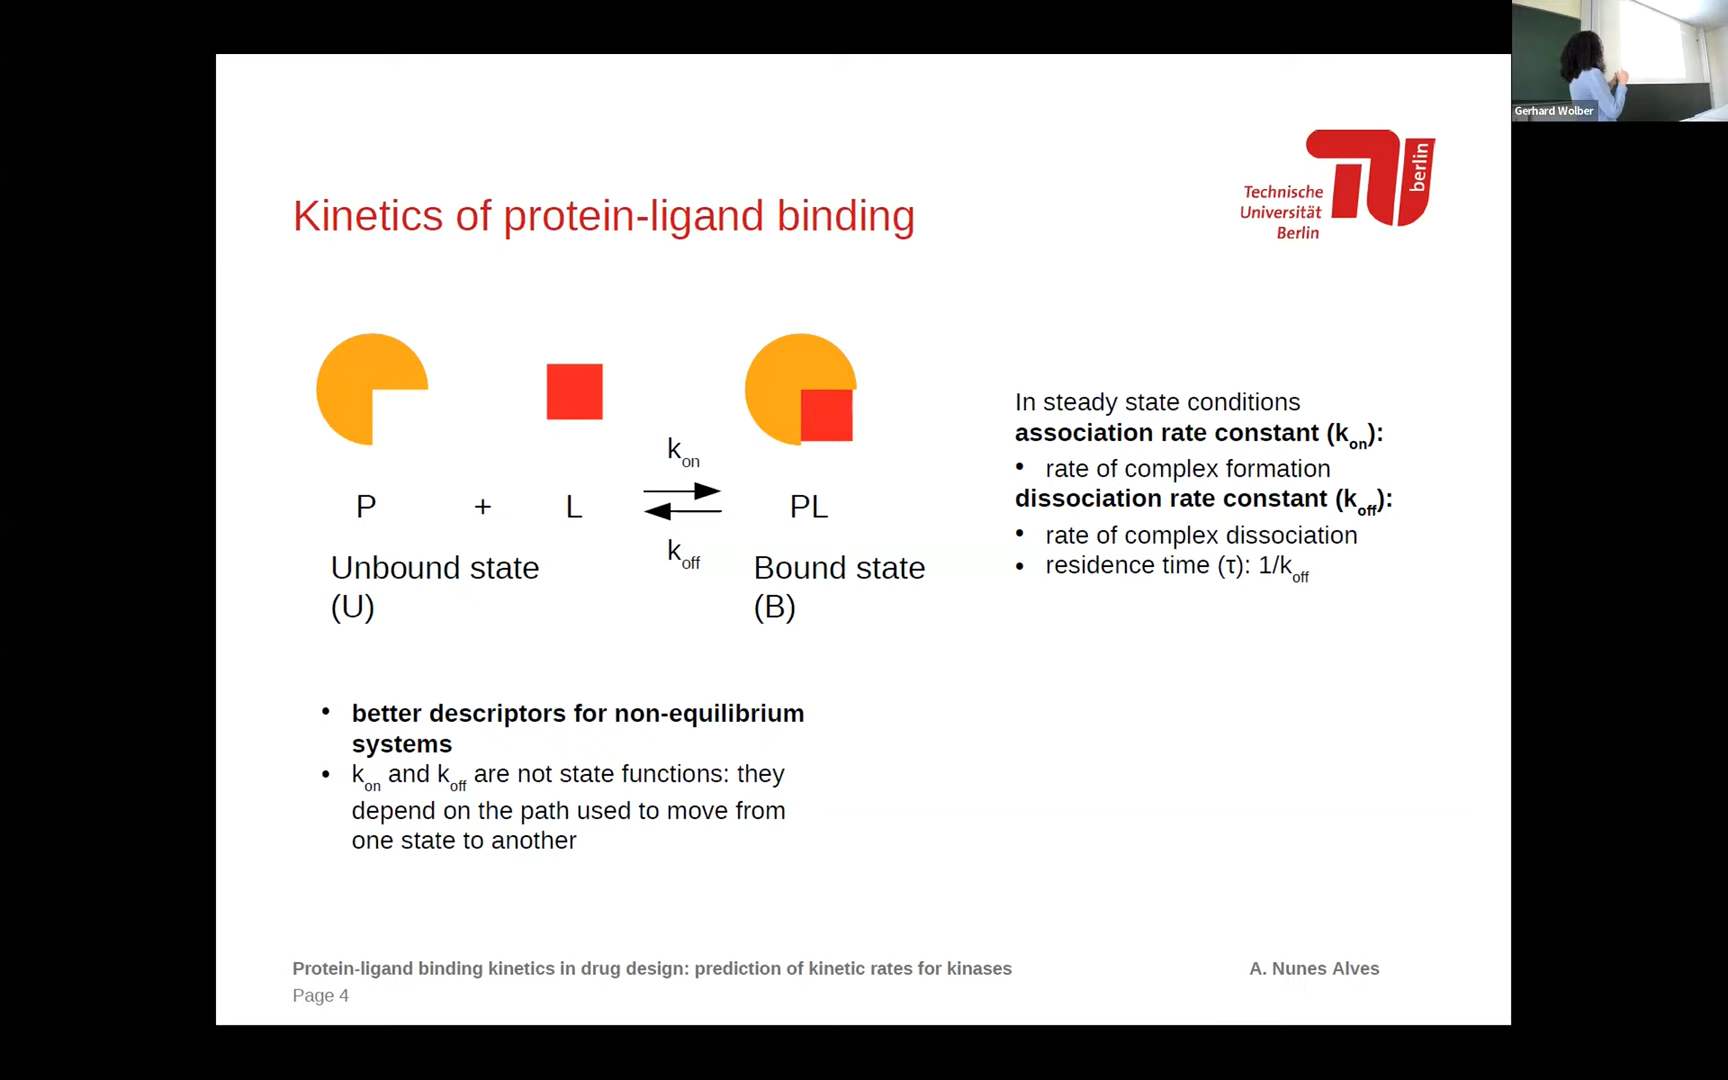 Gerhard Wolber
Technische
Universität
Berlin
berlin
Kinetics of protein-ligand binding
kon
P + L PL
koff
Unbound state
(U)
Bound state
(B)
In steady state conditions
association rate constant (kon):
• rate of complex formation
dissociation rate constant (koff):
• rate of complex dissociation
• residence time (τ): 1/koff
• better descriptors for non-equilibrium
systems
• kon and koff are not state functions: they
depend on the path used to move from
one state to another
Protein-ligand binding kinetics in drug design: prediction of kinetic rates for kinases
A. Nunes Alves
Page 4